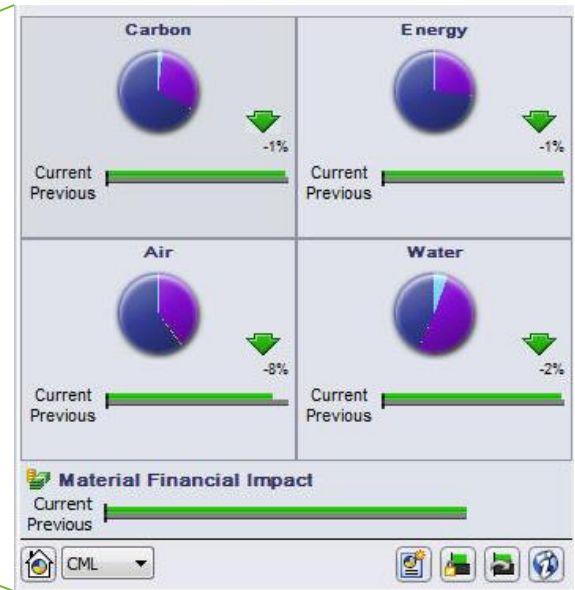 Carbon
-1%
Current
Previous
Energy
-1%
Current
Previous
Air
-8%
Current
Previous
Water
-2%
Current
Previous
Material Financial Impact
Current
Previous
CML